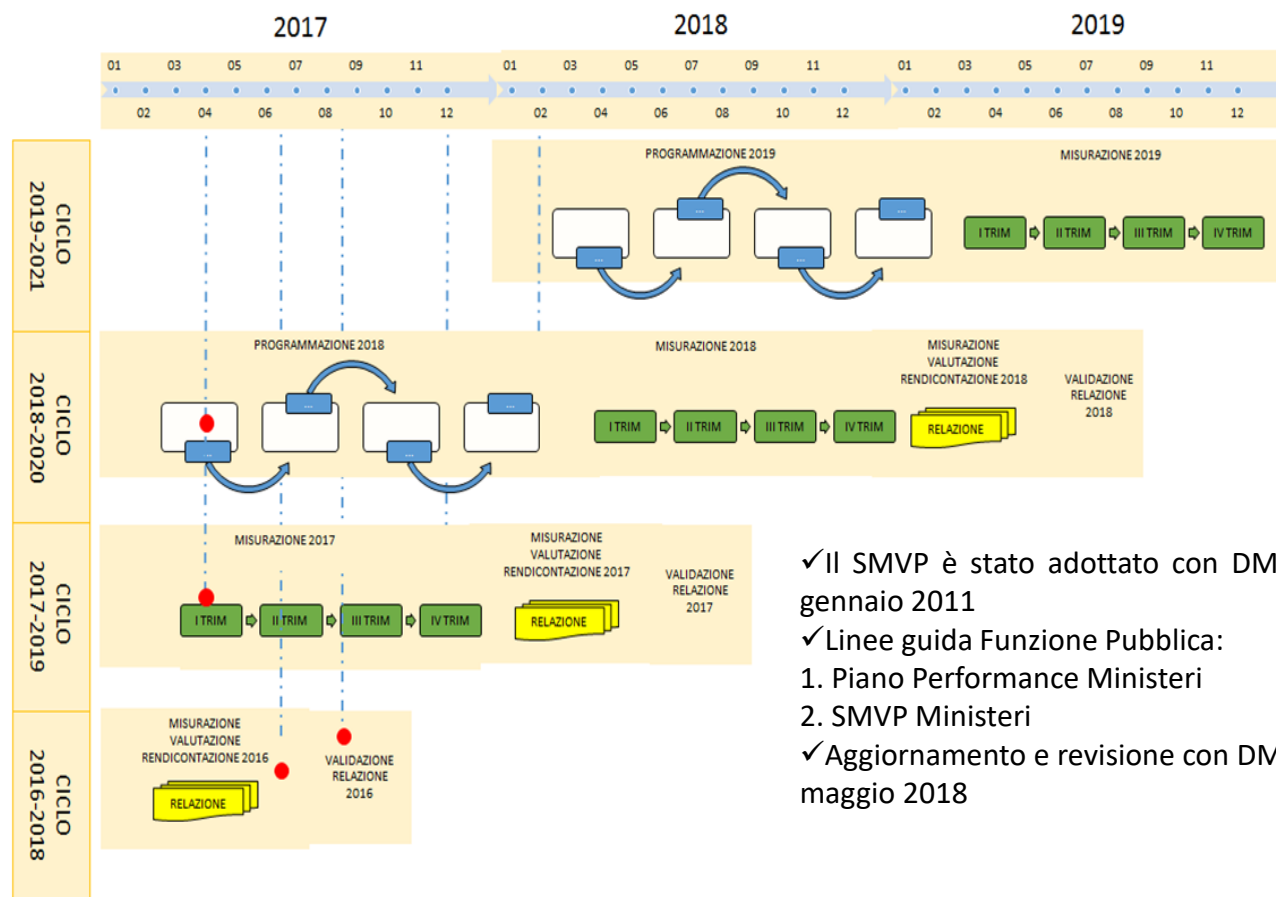 2017 2018 2019
01 03 05 07 09 11 01 03 05 07 09 11 01 03 05 07 09 11
02 04 06 08 10 12 02 04 06 08 10 12 02 04 06 08 10 12
CICLO
2019-2021
PROGRAMMAZIONE 2019
...
...
...
...
MISURAZIONE 2019
I TRIM II TRIM III TRIM IV TRIM
CICLO
2018-2020
PROGRAMMAZIONE 2018
...
...
...
...
MISURAZIONE 2018
I TRIM II TRIM III TRIM IV TRIM
MISURAZIONE
VALUTAZIONE
RENDICONTAZIONE 2018
RELAZIONE
VALIDAZIONE
RELAZIONE
2018
CICLO
2017-2019
MISURAZIONE 2017
I TRIM II TRIM III TRIM IV TRIM
MISURAZIONE
VALUTAZIONE
RENDICONTAZIONE 2017
RELAZIONE
VALIDAZIONE
RELAZIONE
2017
CICLO
2016-2018
MISURAZIONE
VALUTAZIONE
RENDICONTAZIONE 2016
RELAZIONE
VALIDAZIONE
RELAZIONE
2016
✓Il SMVP è stato adottato con DM
gennaio 2011
✓Linee guida Funzione Pubblica:
1. Piano Performance Ministeri
2. SMVP Ministeri
✓Aggiornamento e revisione con DM
maggio 2018